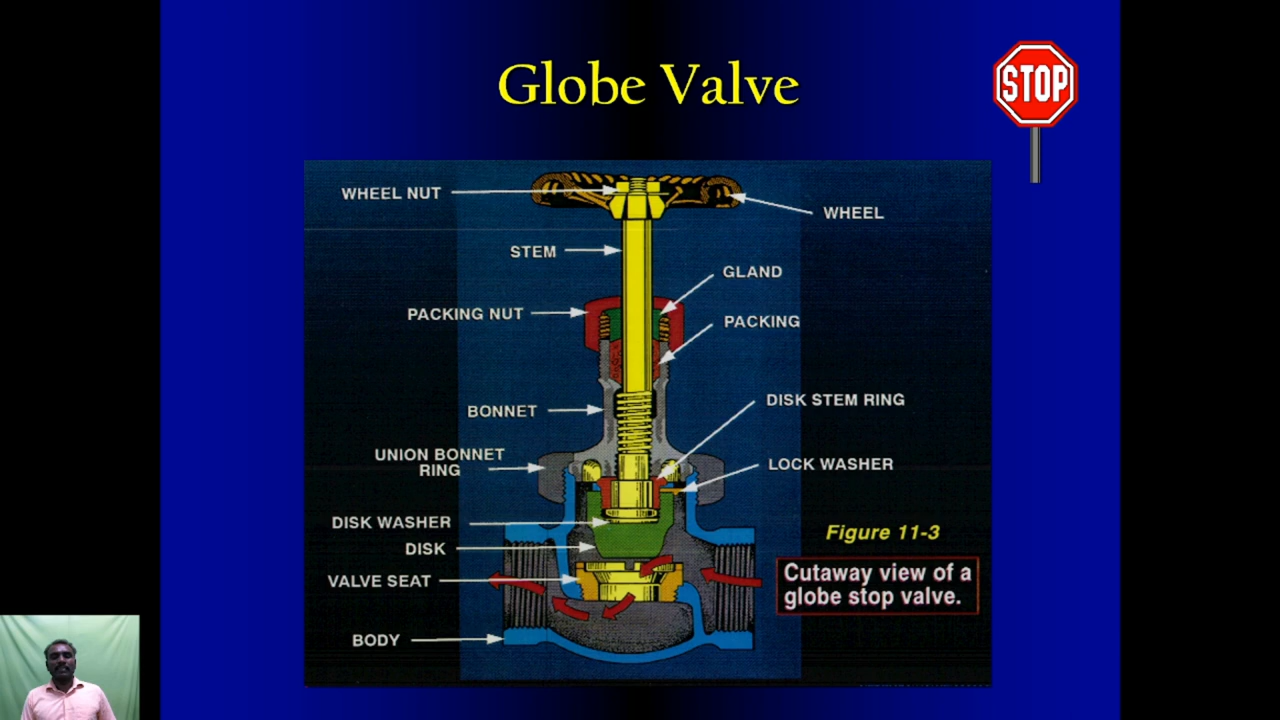 Globe Valve
STOP
WHEEL NUT
WHEEL
STEM
GLAND
PACKING NUT
PACKING
DISK STEM RING
BONNET
UNION BONNET
RING
LOCK WASHER
DISK WASHER
Figure 11-3
DISK
Cutaway view of a
globe stop valve.
VALVE SEAT
BODY